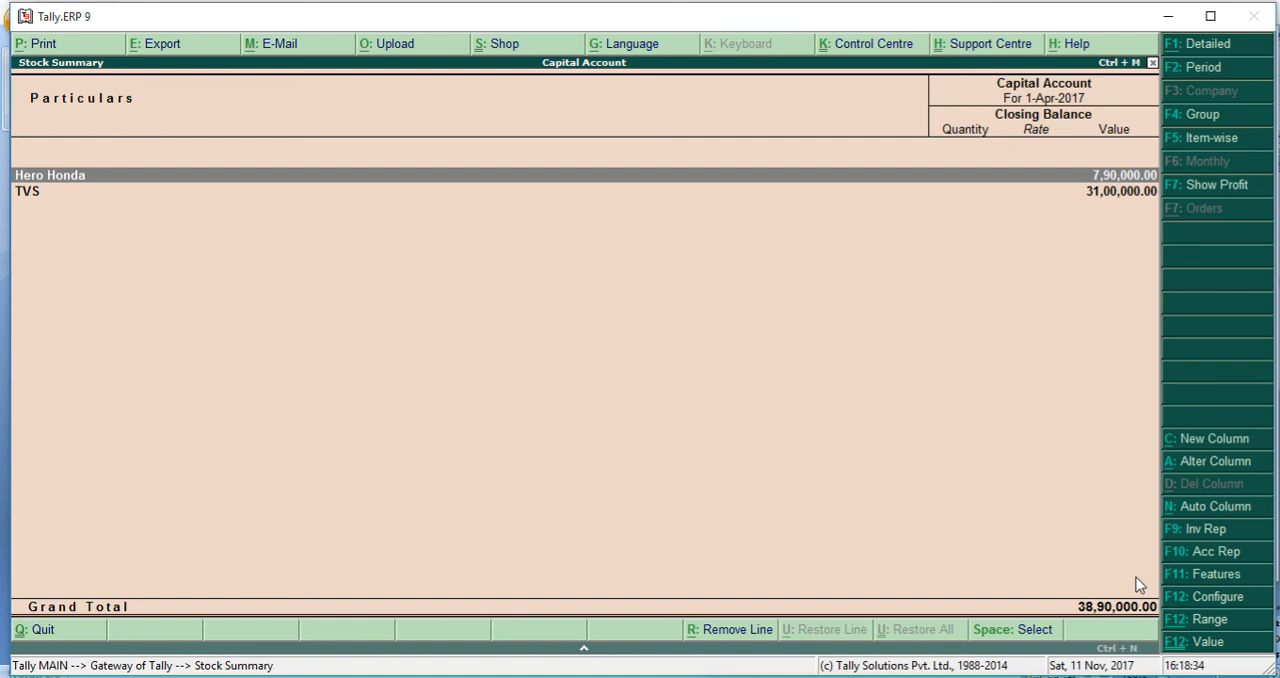 Tally.ERP 9
P: Print E: Export M: E-Mail O: Upload S: Shop G: Language K: Keyboard K: Control Centre H: Support Centre H: Help
Stock Summary Capital Account Ctrl + M
Particulars
Capital Account
For 1-Apr-2017
Closing Balance
Quantity Rate Value
Hero Honda 7,90,000.00
TVS 31,00,000.00
Grand Total 38,90,000.00
Q: Quit R: Remove Line U: Restore Line U: Restore All Space: Select
Ctrl + N
Tally MAIN --> Gateway of Tally --> Stock Summary (c) Tally Solutions Pvt. Ltd., 1988-2014 Sat, 11 Nov, 2017 16:18:34
F1: Detailed
F2: Period
F3: Company
F4: Group
F5: Item-wise
F6: Monthly
F7: Show Profit
F7: Orders
C: New Column
A: Alter Column
D: Del Column
N: Auto Column
F9: Inv Rep
F10: Acc Rep
F11: Features
F12: Configure
F12: Range
F12: Value